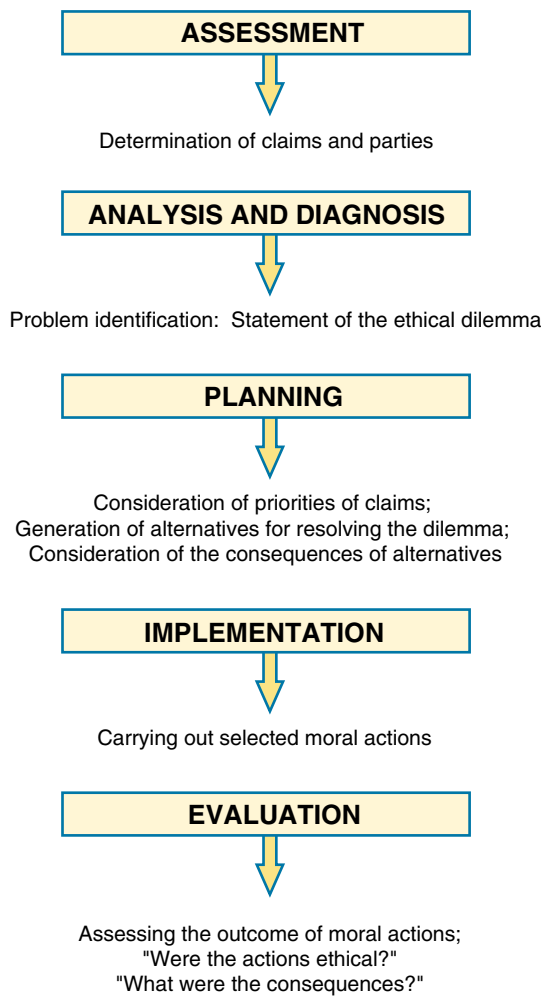 ASSESSMENT
Determination of claims and parties
ANALYSIS AND DIAGNOSIS
Problem identification: Statement of the ethical dilemma
PLANNING
Consideration of priorities of claims;
Generation of alternatives for resolving the dilemma;
Consideration of the consequences of alternatives
IMPLEMENTATION
Carrying out selected moral actions
EVALUATION
Assessing the outcome of moral actions;
"Were the actions ethical?"
"What were the consequences?"